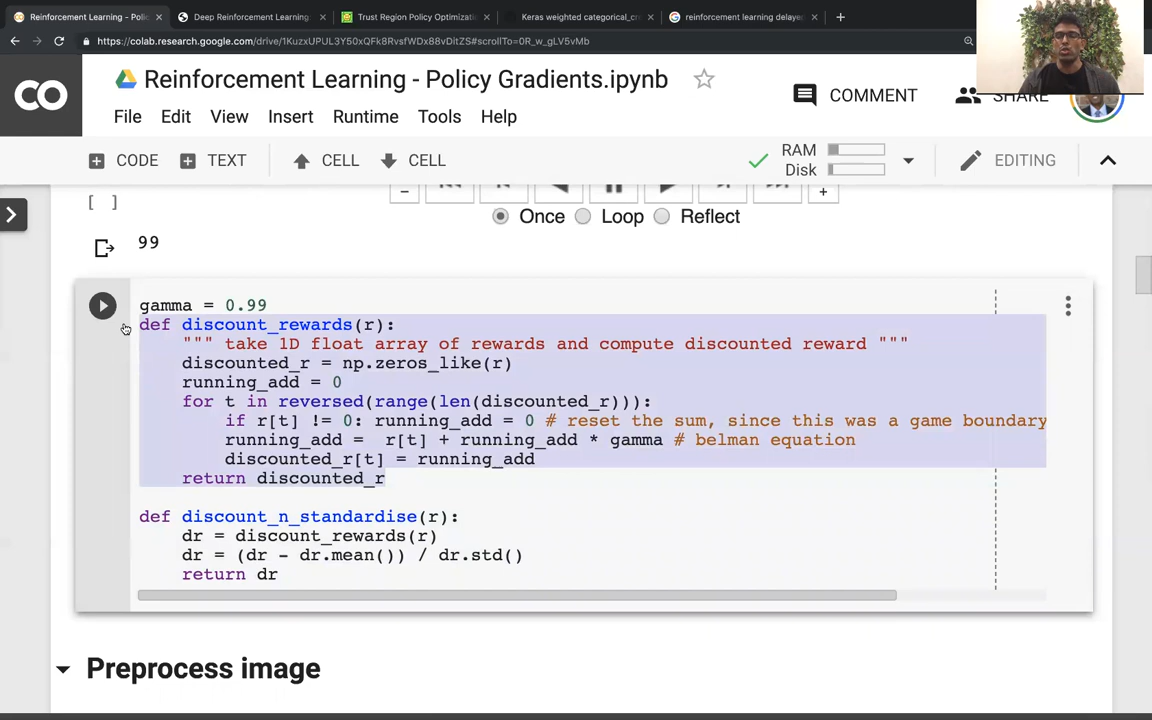 Reinforcement Learning - Polic
Deep Reinforcement Learning:
Trust Region Policy Optimizatio
Keras weighted categorical_cr
reinforcement learning delaye
https://colab.research.google.com/drive/1KuzxUPUL3Y50xQFk8RvsfWDx88vDitZS#scrollTo=0R_w_gLV5vMb
CO
Reinforcement Learning - Policy Gradients.ipynb
COMMENT
SHARE
File Edit View Insert Runtime Tools Help
+ CODE + TEXT CELL CELL
RAM
Disk
EDITING
[ ]
Once Loop Reflect
99
gamma = 0.99
def discount_rewards(r):
""" take 1D float array of rewards and compute discounted reward """
discounted_r = np.zeros_like(r)
running_add = 0
for t in reversed(range(len(discounted_r))):
if r[t] != 0: running_add = 0 # reset the sum, since this was a game boundary
running_add =  r[t] + running_add * gamma # belman equation
discounted_r[t] = running_add
return discounted_r
def discount_n_standardise(r):
dr = discount_rewards(r)
dr = (dr - dr.mean()) / dr.std()
return dr
Preprocess image